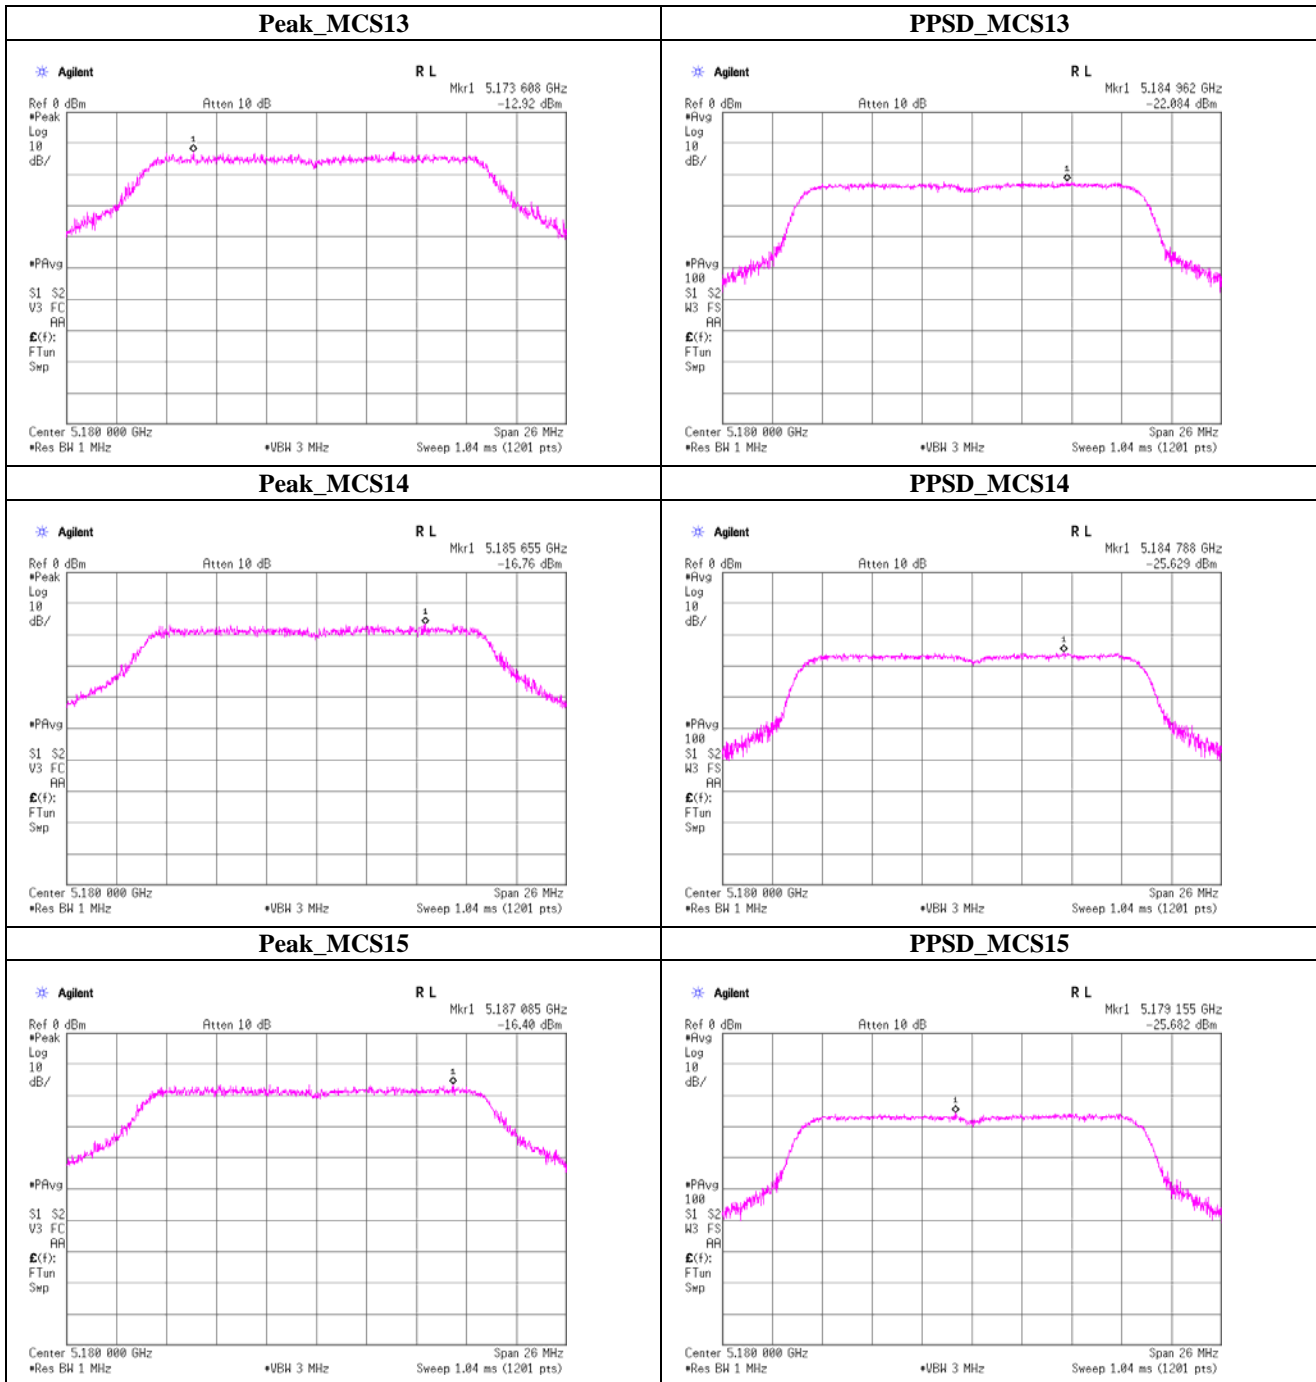 Peak_MCS13
Agilent
R L
Mkr1 5.173 608 GHz
Ref 0 dBm Atten 10 dB -12.92 dBm
*Peak
Log
10
dB/
1
*PAvg
S1 S2
V3 FC
AA
£(f):
FTun
Swp
Center 5.180 000 GHz Span 26 MHz
*Res BW 1 MHz *VBW 3 MHz Sweep 1.04 ms (1201 pts)
PPSD_MCS13
Agilent
R L
Mkr1 5.184 962 GHz
Ref 0 dBm Atten 10 dB -22.084 dBm
*Avg
Log
10
dB/
1
*PAvg
100
S1 S2
W3 FS
AA
£(f):
FTun
Swp
Center 5.180 000 GHz Span 26 MHz
*Res BW 1 MHz *VBW 3 MHz Sweep 1.04 ms (1201 pts)
Peak_MCS14
Agilent
R L
Mkr1 5.185 655 GHz
Ref 0 dBm Atten 10 dB -16.76 dBm
*Peak
Log
10
dB/
1
*PAvg
S1 S2
V3 FC
AA
£(f):
FTun
Swp
Center 5.180 000 GHz Span 26 MHz
*Res BW 1 MHz *VBW 3 MHz Sweep 1.04 ms (1201 pts)
PPSD_MCS14
Agilent
R L
Mkr1 5.184 788 GHz
Ref 0 dBm Atten 10 dB -25.629 dBm
*Avg
Log
10
dB/
1
*PAvg
100
S1 S2
W3 FS
AA
£(f):
FTun
Swp
Center 5.180 000 GHz Span 26 MHz
*Res BW 1 MHz *VBW 3 MHz Sweep 1.04 ms (1201 pts)
Peak_MCS15
Agilent
R L
Mkr1 5.187 085 GHz
Ref 0 dBm Atten 10 dB -16.40 dBm
*Peak
Log
10
dB/
1
*PAvg
S1 S2
V3 FC
AA
£(f):
FTun
Swp
Center 5.180 000 GHz Span 26 MHz
*Res BW 1 MHz *VBW 3 MHz Sweep 1.04 ms (1201 pts)
PPSD_MCS15
Agilent
R L
Mkr1 5.179 155 GHz
Ref 0 dBm Atten 10 dB -25.682 dBm
*Avg
Log
10
dB/
1
*PAvg
100
S1 S2
W3 FS
AA
£(f):
FTun
Swp
Center 5.180 000 GHz Span 26 MHz
*Res BW 1 MHz *VBW 3 MHz Sweep 1.04 ms (1201 pts)